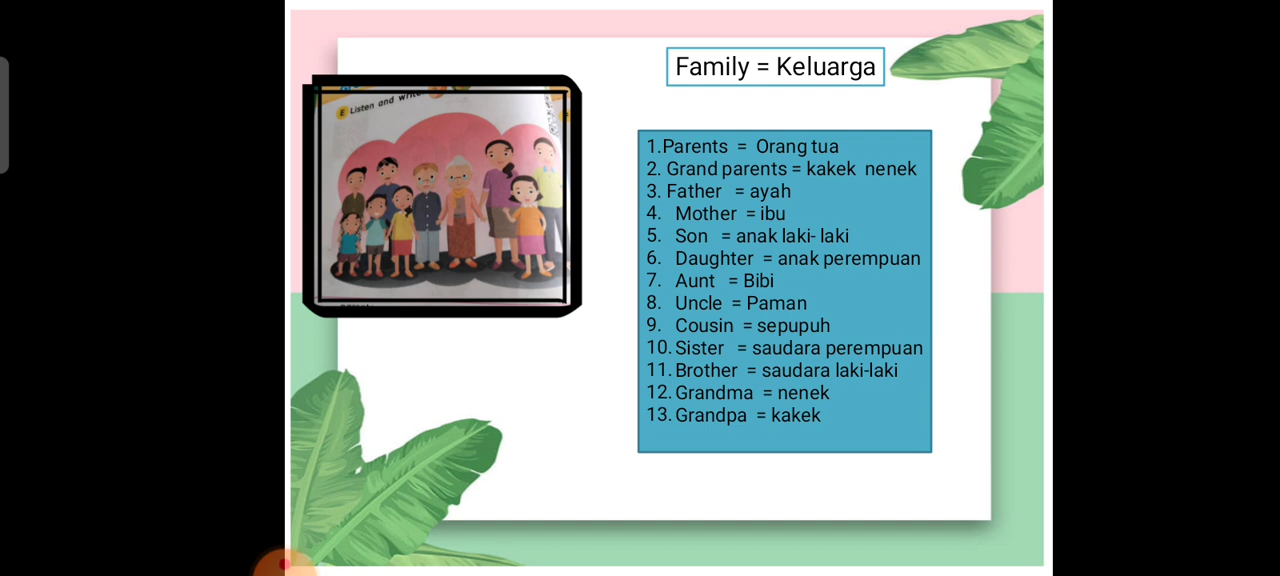 Family = Keluarga
E Listen and write
1.Parents = Orang tua
2. Grand parents = kakek nenek
3. Father = ayah
4. Mother = ibu
5. Son = anak laki- laki
6. Daughter = anak perempuan
7. Aunt = Bibi
8. Uncle = Paman
9. Cousin = sepupuh
10. Sister = saudara perempuan
11. Brother = saudara laki-laki
12. Grandma = nenek
13. Grandpa = kakek